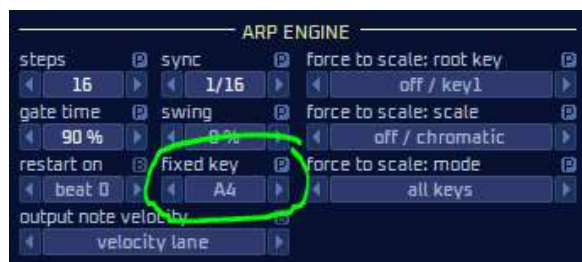 ARP ENGINE
steps P sync P force to scale: root key P
16 1/16 off / key1
gate time P swing P force to scale: scale P
90 % 0 % off / chromatic
restart on B fixed key P force to scale: mode P
beat 0 A4 all keys
output note velocity
velocity lane